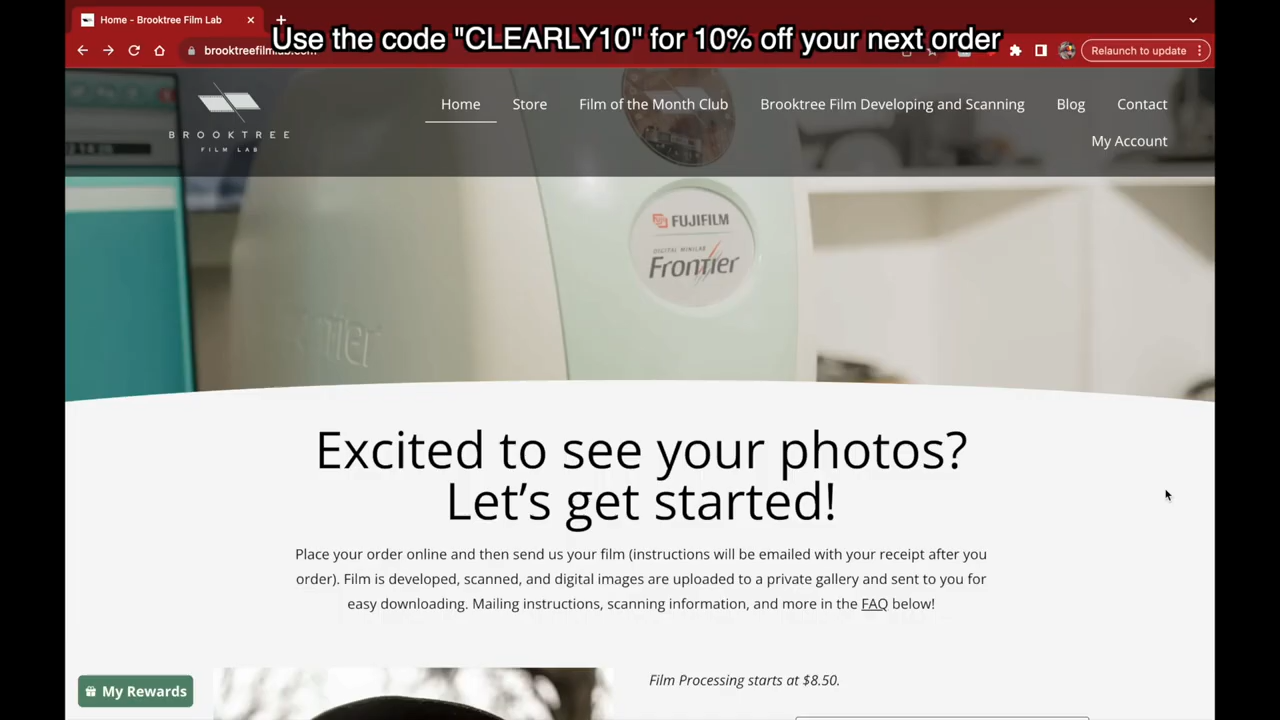 Home - Brooktree Film Lab
Use the code "CLEARLY10" for 10% off your next order
Relaunch to update
BROOKTREE
FILM LAB
Home
Store
Film of the Month Club
Brooktree Film Developing and Scanning
Blog
Contact
My Account
FUJIFILM
DIGITAL MINILAB
Frontier
Excited to see your photos?
Let's get started!
Place your order online and then send us your film (instructions will be emailed with your receipt after you
order). Film is developed, scanned, and digital images are uploaded to a private gallery and sent to you for
easy downloading. Mailing instructions, scanning information, and more in the FAQ below!
My Rewards
Film Processing starts at $8.50.